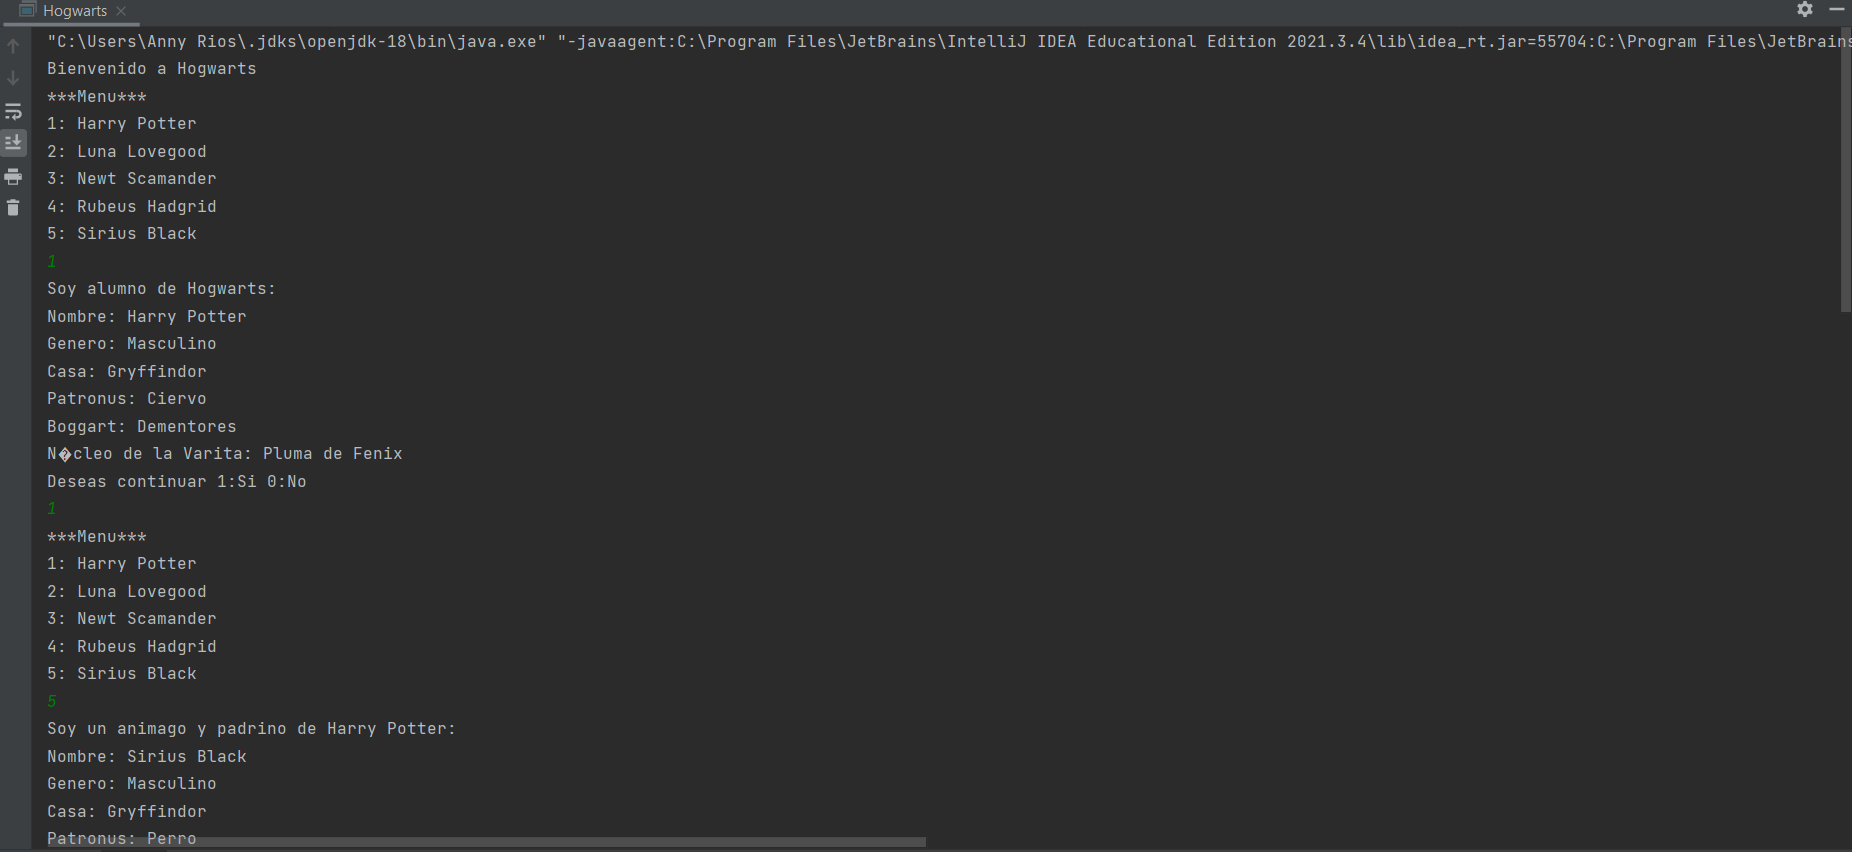 Hogwarts
"C:\Users\Anny Rios\.jdks\openjdk-18\bin\java.exe" "-javaagent:C:\Program Files\JetBrains\IntelliJ IDEA Educational Edition 2021.3.4\lib\idea_rt.jar=55704:C:\Program Files\JetBrains
Bienvenido a Hogwarts
***Menu***
1: Harry Potter
2: Luna Lovegood
3: Newt Scamander
4: Rubeus Hadgrid
5: Sirius Black
1
Soy alumno de Hogwarts:
Nombre: Harry Potter
Genero: Masculino
Casa: Gryffindor
Patronus: Ciervo
Boggart: Dementores
N�cleo de la Varita: Pluma de Fenix
Deseas continuar 1:Si 0:No
1
***Menu***
1: Harry Potter
2: Luna Lovegood
3: Newt Scamander
4: Rubeus Hadgrid
5: Sirius Black
5
Soy un animago y padrino de Harry Potter:
Nombre: Sirius Black
Genero: Masculino
Casa: Gryffindor
Patronus: Perro